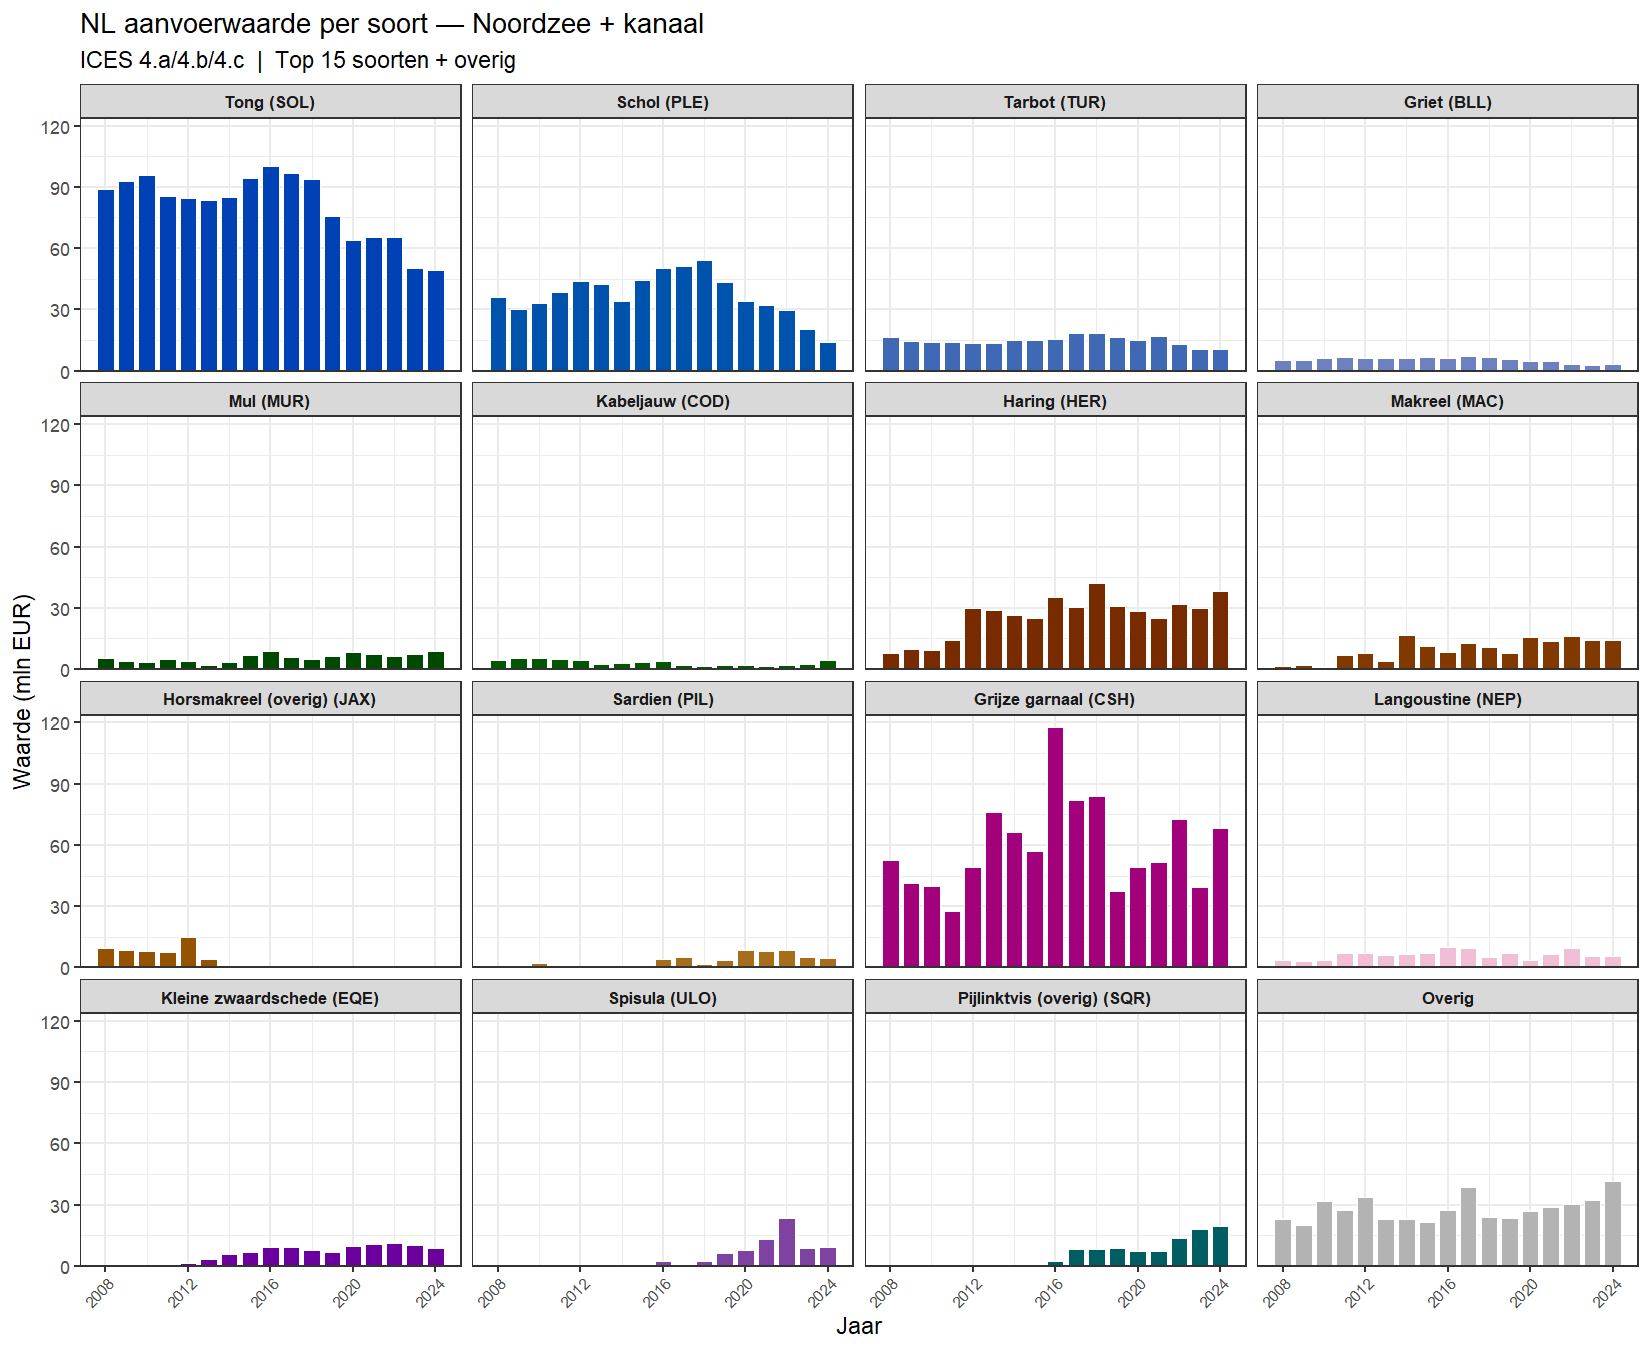 NL aanvoerwaarde per soort — Noordzee + kanaal
ICES 4.a/4.b/4.c | Top 15 soorten + overig
Tong (SOL)
Schol (PLE)
Tarbot (TUR)
Griet (BLL)
120
90
60
30
0
Mul (MUR)
Kabeljauw (COD)
Haring (HER)
Makreel (MAC)
120
90
60
30
0
Waarde (mln EUR)
Horsmakreel (overig) (JAX)
Sardien (PIL)
Grijze garnaal (CSH)
Langoustine (NEP)
120
90
60
30
0
Kleine zwaardschede (EQE)
Spisula (ULO)
Pijlinktvis (overig) (SQR)
Overig
120
90
60
30
0
2008 2012 2016 2020 2024
2008 2012 2016 2020 2024
2008 2012 2016 2020 2024
2008 2012 2016 2020 2024
Jaar